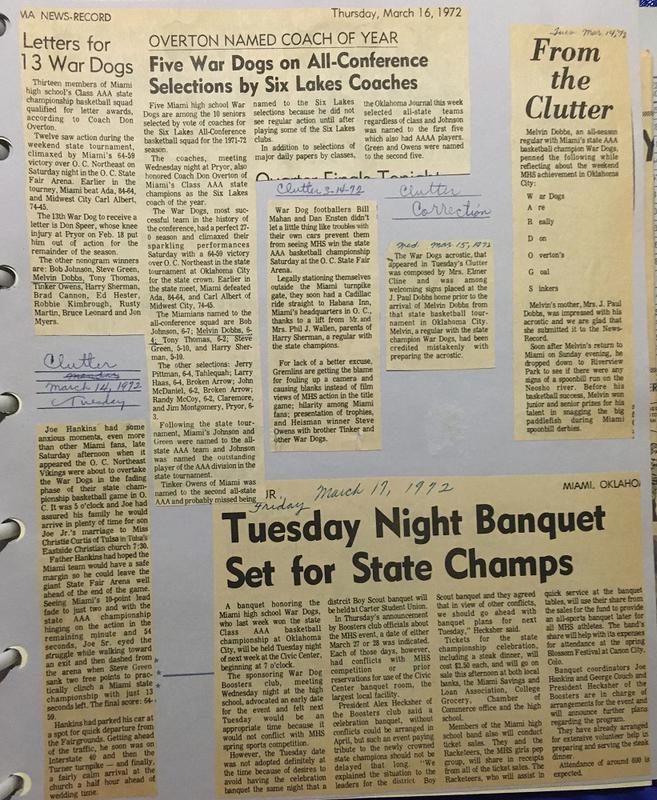 MA NEWS-RECORD
Thursday, March 16, 1972
Letters for
13 War Dogs
Thirteen members of Miami
high school's Class AAA state
championship basketball squad
qualified for letter awards,
according to Coach Don
Overton.
Twelve saw action during the
weekend state tournament,
climaxed by Miami's 64-59
victory over O. C. Northeast on
Saturday night in the O. C. State
Fair Arena. Earlier in the
tourney, Miami beat Ada, 84-64,
and Midwest City Carl Albert,
74-45.
The 13th War Dog to receive a
letter is Don Speer, whose knee
injury at Pryor on Feb. 18 put
him out of action for the
remainder of the season.
The other monogram winners
are: Bob Johnson, Steve Green,
Melvin Dobbs, Tony Thomas,
Tinker Owens, Harry Sherman,
Brad Cannon, Ed Hester,
Robbie Kimbrough, Rusty
Martin, Bruce Leonard and Jon
Myers.
OVERTON NAMED COACH OF YEAR
Five War Dogs on All-Conference
Selections by Six Lakes Coaches
Five Miami high school War
Dogs are among the 10 seniors
selected by vote of coaches for
the Six Lakes All-Conference
basketball squad for the 1971-72
season.
The coaches, meeting
Wednesday night at Pryor, also
honored Coach Don Overton of
Miami's Class AAA state
champions as the Six Lakes
coach of the year.
The War Dogs, most suc-
cessful team in the history of
the conference, had a perfect 27-
0 season and climaxed their
sparkling performances
Saturday with a 64-59 victory
over O. C. Northeast in the state
tournament at Oklahoma City
for the state crown. Earlier in
the state meet, Miami defeated
Ada, 84-64, and Carl Albert of
Midwest City, 74-45.
The Miamians named to the
all-conference squad are Bob
Johnson, 6-7; Melvin Dobbs, 6-
4; Tony Thomas, 6-2; Steve
Green, 5-10, and Harry Sher-
man, 5-10.
The other selections: Jerry
Pittman, 6-4, Tahlequah; Larry
Haas, 6-4, Broken Arrow; John
McDaniel, 6-2, Broken Arrow;
Randy McCoy, 6-2, Claremore,
and Jim Montgomery, Pryor, 6-
3.
Following the state tour-
nament, Miami's Johnson and
Green were named to the all-
state AAA team and Johnson
was named the outstanding
player of the AAA division in the
state tournament.
Tinker Owens of Miami was
named to the second all-state
AAA and probably missed being
named to the Six Lakes
selections because he did not
see regular action until after
playing some of the Six Lakes
clubs.
In addition to selections of
major daily papers by classes,
the Oklahoma Journal this week
selected all-state teams
regardless of class and Johnson
was named to the first five
which also had AAAA players.
Green and Owens were named
to the second five.
Tues Mar 14, 72
From
the
Clutter
Melvin Dobbs, an all-season
regular with Miami's state AAA
basketball champion War Dogs,
penned the following while
reflecting about the weekend
MHS achievement in Oklahoma
City:
W ar Dogs
A re
R eally
D on
O verton's
G oal
S inkers
Melvin's mother, Mrs. J. Paul
Dobbs, was impressed with his
acrostic and we are glad that
she submitted it to the News-
Record.
Soon after Melvin's return to
Miami on Sunday evening, he
dropped down to Riverview
Park to see if there were any
signs of a spoonbill run on the
Neosho river. Before his
basketball success, Melvin won
junior and senior prizes for his
talent in snagging the big
paddlefish during Miami
spoonbill derbies.
Clutter 3-14-72
War Dog footballers Bill
Mahan and Dan Ensten didn't
let a little thing like troubles with
their own cars prevent them
from seeing MHS win the state
AAA basketball championship
Saturday at the O. C. State Fair
Arena.
Legally stationing themselves
outside the Miami turnpike
gate, they soon had a Cadillac
ride straight to Habana Inn,
Miami's headquarters in O. C.,
thanks to a lift from Mr. and
Mrs. Phil J. Wallen, parents of
Harry Sherman, a regular with
the state champions.
For lack of a better excuse,
Gremlins are getting the blame
for fouling up a camera and
causing blanks instead of film
views of MHS action in the title
game; hilarity among Miami
fans; presentation of trophies,
and Heisman winner Steve
Owens with brother Tinker and
other War Dogs.
Clutter
Correction
Wed. Mar 15, 1972
The War Dogs acrostic, that
appeared in Tuesday's Clutter
was composed by Mrs. Elmer
Cline and was among
welcoming signs placed at the
J. Paul Dobbs home prior to the
arrival of Melvin Dobbs from
that state basketball tour-
nament in Oklahoma City.
Melvin, a regular with the state
champion War Dogs, had been
credited mistakenly with
preparing the acrostic.
Clutter
March 14, 1972
Tuesday
Joe Hankins had some
anxious moments, even more
than other Miami fans, late
Saturday afternoon when it
appeared the O. C. Northeast
Vikings were about to overtake
the War Dogs in the fading
phase of their state cham-
pionship basketball game in O.
C. It was 5 o'clock and Joe had
assured his family he would
arrive in plenty of time for son
Joe Jr.'s marriage to Miss
Christie Curtis of Tulsa in Tulsa's
Eastside Christian church 7:30.
Father Hankins had hoped the
Miami team would have a safe
margin so he could leave the
giant State Fair Arena well
ahead of the end of the game.
Seeing Miami's 10-point lead
fade to just two and with the
state AAA championship
hinging on the action in the
remaining minute and 54
seconds, Joe Sr. eyed the
struggle while walking toward
an exit and then dashed from
the arena when Steve Green
sank two free points to prac-
tically clinch a Miami state
championship with just 13
seconds left. The final score: 64-
59.
Hankins had parked his car at
a spot for quick departure from
the Fairgrounds. Getting ahead
of the traffic, he soon was on
Interstate 40 and then the
Turner turnpike — and finally,
a fairly calm arrival at the
church a half hour ahead of
wedding time.
JR.
Friday
March 17, 1972
MIAMI, OKLAHO
Tuesday Night Banquet
Set for State Champs
A banquet honoring the
Miami high school War Dogs,
who last week won the state
Class AAA basketball
championship at Oklahoma
City, will be held Tuesday night
of next week at the Civic Center,
beginning at 7 o'clock.
The sponsoring War Dog
Boosters club, meeting
Wednesday night at the high
school, advocated an early date
for the event and felt next
Tuesday would be an
appropriate time because it
would not conflict with MHS
spring sports competition.
However, the Tuesday date
was not adopted definitely at
the time because of desires to
avoid having the celebration
banquet the same night that a
distrcit Boy Scout banquet will
be held at Carter Student Union.
In Thursday's announcement
by Boosters club officials about
the MHS event, a date of either
March 27 or 28 was indicated.
Each of those days, however,
had conflicts with MHS
competition or prior
reservations for use of the Civic
Center banquet room, the
largest local facility.
President Alex Hecksher of
the Boosters club said a
celebration banquet, without
conflicts could be arranged in
April, but such an event paying
tribute to the newly crowned
state champions should not be
delayed that long. "We
explained the situation to the
leaders for the district Boy
Scout banquet and they agreed
that in view of other conflicts,
we should go ahead with
banquet plans for next
Tuesday," Hecksher said.
Tickets for the state
championship celebration,
including a steak dinner, will
cost $2.50 each, and will go on
sale this afternoon at both local
banks, the Miami Savings and
Loan Association, College
Grocery, Chamber of
Commerce office and the high
school.
Members of the Miami high
school band also will conduct
ticket sales. They and the
Racketeers, the MHS girls pep
group, will share in receipts
from all of the ticket sales. The
Racketeers, who will assist in
quick service at the banquet
tables, will use their share from
the sales for the fund to provide
an all-sports banquet later for
all MHS athletes. The band's
share will help with its expenses
for attendance at the spring
Blossom Festival at Canon City,
Colo.
Banquet coordinators Joe
Hankins and George Couch and
President Hecksher of the
Boosters are in charge of
arrangements for the event and
will announce further plans
regarding the program.
They have already arranged
for extensive volunteer help in
preparing and serving the steak
dinner.
Attendance of around 600 is
expected.